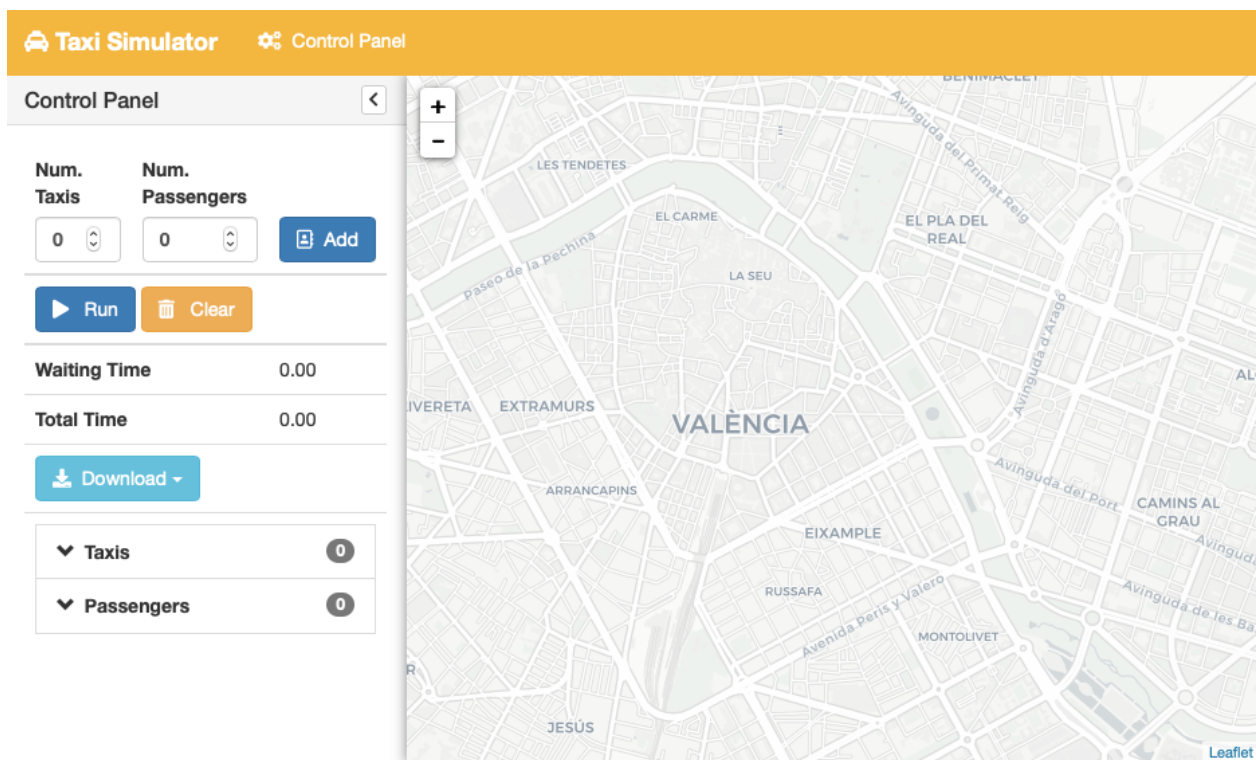 Taxi Simulator
Control Panel
Control Panel
Num. Taxis
Num. Passengers
0
0
Add
Run
Clear
Waiting Time 0.00
Total Time 0.00
Download
Taxis 0
Passengers 0
+
-
BENIMACLET
Avinguda del Primat Reig
LES TENDETES
EL CARME
EL PLA DEL
REAL
Paseo de la Pechina
LA SEU
Avinguda d'Aragó
AL
IVERETA
EXTRAMURS
VALÈNCIA
Avinguda del Port
ARRANCAPINS
CAMINS AL
GRAU
EIXAMPLE
Avinguda
RUSSAFA
Avenida Peris y Valero
Avinguda de les Ba
MONTOLIVET
R
JESÚS
Leaflet